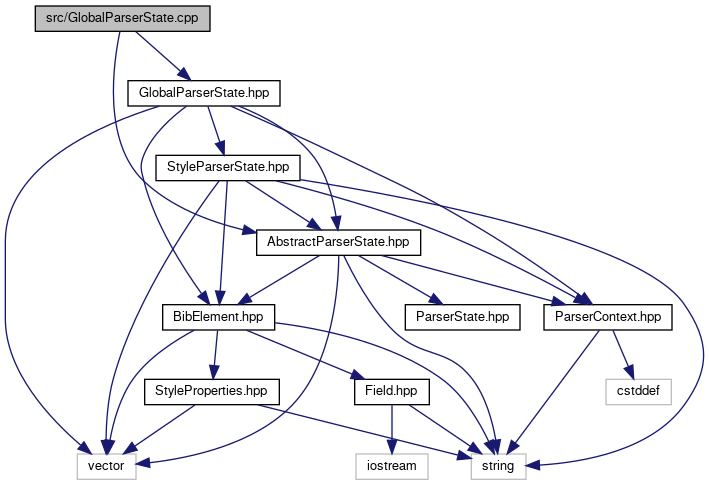 src/GlobalParserState.cpp
GlobalParserState.hpp
StyleParserState.hpp
AbstractParserState.hpp
BibElement.hpp
ParserState.hpp
ParserContext.hpp
StyleProperties.hpp
Field.hpp
cstddef
vector
iostream
string